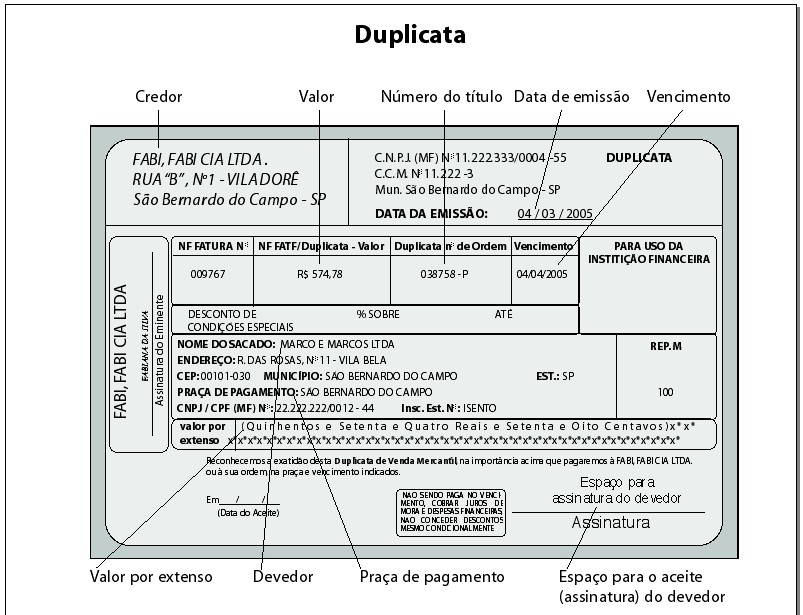 Duplicata
Credor Valor Número do título Data de emissão Vencimento
FABI, FABI CIA LTDA.
RUA "B", Nº1 - VILA DORÊ
São Bernardo do Campo - SP
C.N.P.J. (MF) Nº 11.222333/0004 -55
C.C.M. Nº 11.222 -3
Mun. São Bernardo do Campo - SP
DATA DA EMISSÃO: 04 / 03 / 2005
DUPLICATA
FABI, FABI CIA LTDA
FABIANA DA SILVA
Assinatura do Eminente
NF FATURA Nº NF FATF/Duplicata - Valor Duplicata nº de Ordem Vencimento
009767 R$ 574,78 038758 - P 04/04/2005
PARA USO DA
INSTITIÇÃO FINANCEIRA
DESCONTO DE % SOBRE ATÉ
CONDIÇÕES ESPECIAIS
NOME DO SACADO: MARCO E MARCOS LTDA
ENDEREÇO: R. DAS ROSAS, Nº 11 - VILA BELA
CEP: 00101-030 MUNICÍPIO: SÃO BERNARDO DO CAMPO EST.: SP
PRAÇA DE PAGAMENTO: SÃO BERNARDO DO CAMPO
CNPJ / CPF (MF) Nº: 22.222.222/0012 - 44 Insc. Est. Nº: ISENTO
REP. M
100
valor por (Quinhentos e Setenta e Quatro Reais e Setenta e Oito Centavos)x*x*
extenso x*x*x*x*x*x*x*x*x*x*x*x*x*x*x*x*x*x*x*x*x*x*x*x*x*x*x*x*x*x*x*x*x*x*x*
Reconhecemos a exatidão desta Duplicata de Venda Mercantil, na importância acima que pagaremos à FABI, FABI CIA LTDA.
ou à sua ordem, na praça e vencimento indicados.
Em___/___/___
(Data do Aceite)
NAO SENDO PAGA NO VENCI-
MENTO, COBRAR JUROS DE
MORA E DESPESAS FINANCEIRAS,
NAO CONCEDER DESCONTOS
MESMO CONDICIONALMENTE
Espaço para
assinatura do devedor
Assinatura
Valor por extenso Devedor Praça de pagamento Espaço para o aceite
(assinatura) do devedor